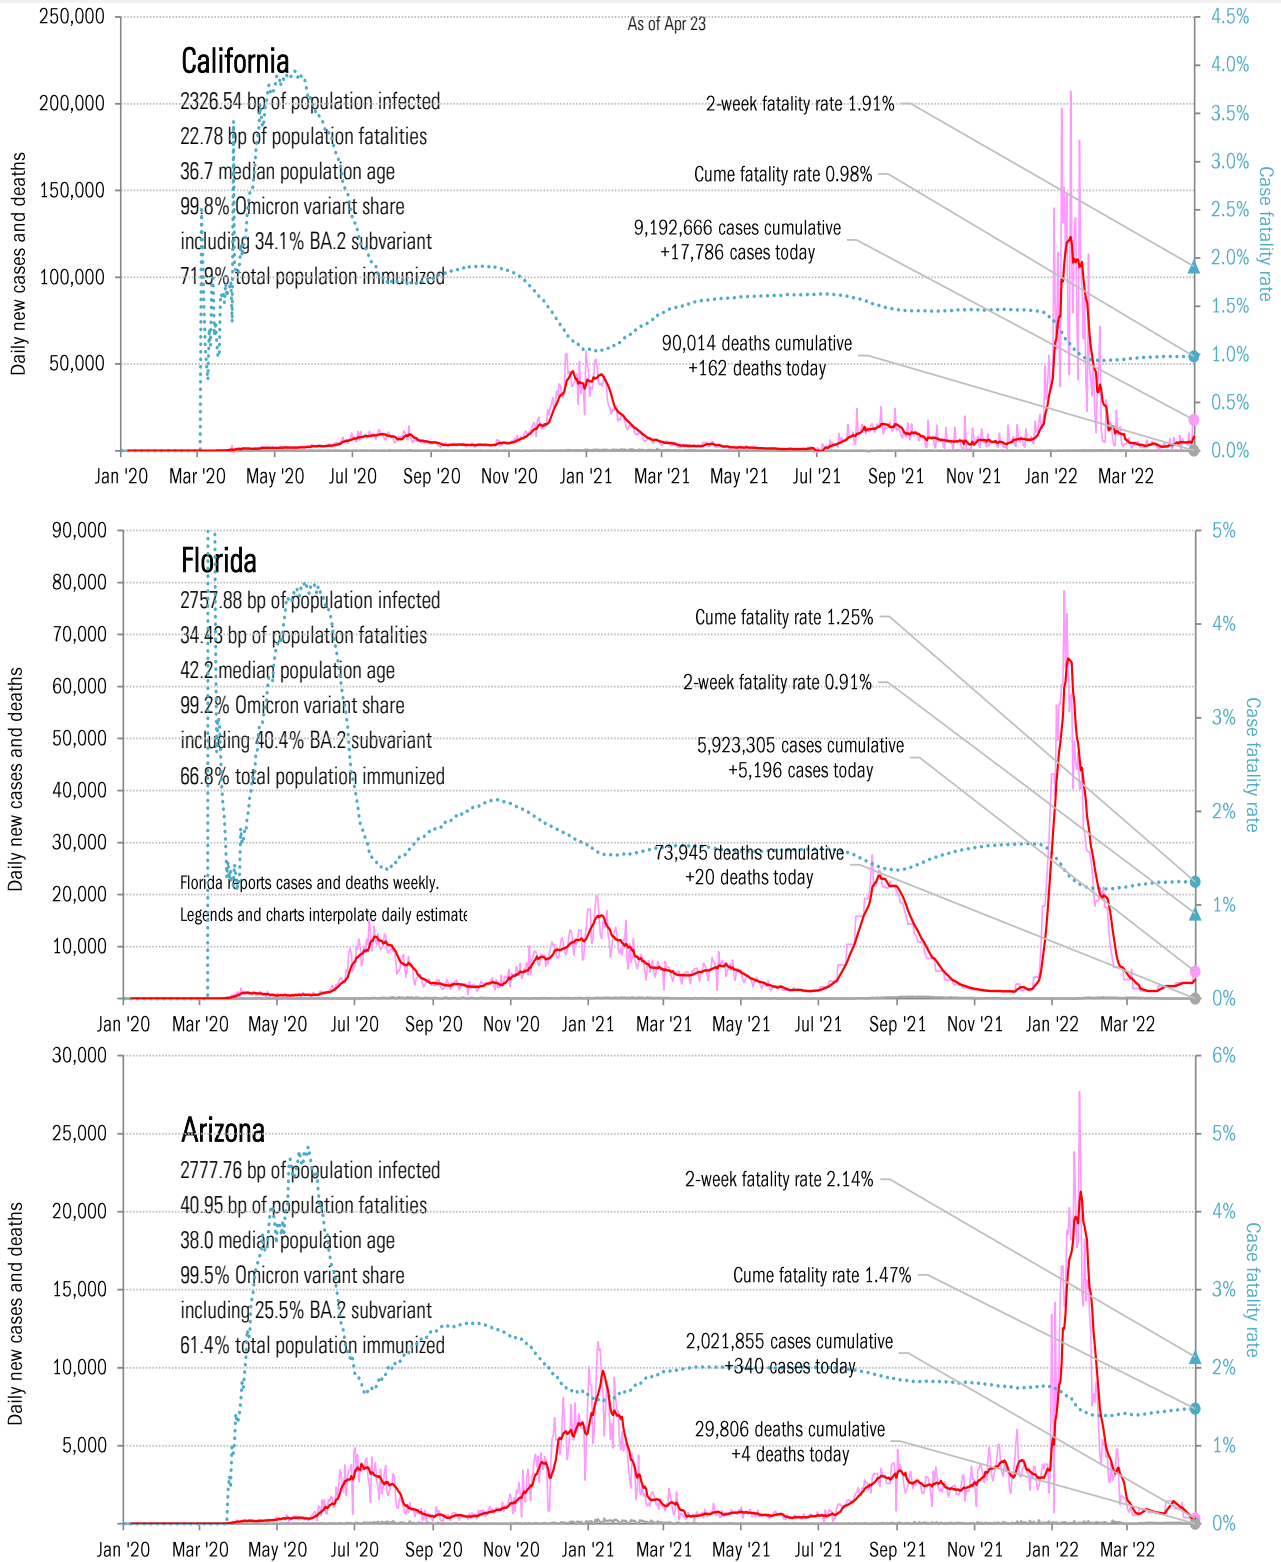 As of Apr 23
California
2326.54 bp of population infected
22.78 bp of population fatalities
36.7 median population age
99.8% Omicron variant share
including 34.1% BA.2 subvariant
71.9% total population immunized
2-week fatality rate 1.91%
Cume fatality rate 0.98%
9,192,666 cases cumulative
+17,786 cases today
90,014 deaths cumulative
+162 deaths today
Daily new cases and deaths
250,000
200,000
150,000
100,000
50,000
Case fatality rate
4.5%
4.0%
3.5%
3.0%
2.5%
2.0%
1.5%
1.0%
0.5%
0.0%
Jan '20 Mar '20 May '20 Jul '20 Sep '20 Nov '20 Jan '21 Mar '21 May '21 Jul '21 Sep '21 Nov '21 Jan '22 Mar '22
Florida
2757.88 bp of population infected
34.43 bp of population fatalities
42.2 median population age
99.2% Omicron variant share
including 40.4% BA.2 subvariant
66.8% total population immunized
Florida reports cases and deaths weekly.
Legends and charts interpolate daily estimate
Cume fatality rate 1.25%
2-week fatality rate 0.91%
5,923,305 cases cumulative
+5,196 cases today
73,945 deaths cumulative
+20 deaths today
Daily new cases and deaths
90,000
80,000
70,000
60,000
50,000
40,000
30,000
20,000
10,000
Case fatality rate
5%
4%
3%
2%
1%
0%
Jan '20 Mar '20 May '20 Jul '20 Sep '20 Nov '20 Jan '21 Mar '21 May '21 Jul '21 Sep '21 Nov '21 Jan '22 Mar '22
Arizona
2777.76 bp of population infected
40.95 bp of population fatalities
38.0 median population age
99.5% Omicron variant share
including 25.5% BA.2 subvariant
61.4% total population immunized
2-week fatality rate 2.14%
Cume fatality rate 1.47%
2,021,855 cases cumulative
+340 cases today
29,806 deaths cumulative
+4 deaths today
Daily new cases and deaths
30,000
25,000
20,000
15,000
10,000
5,000
Case fatality rate
6%
5%
4%
3%
2%
1%
0%
Jan '20 Mar '20 May '20 Jul '20 Sep '20 Nov '20 Jan '21 Mar '21 May '21 Jul '21 Sep '21 Nov '21 Jan '22 Mar '22